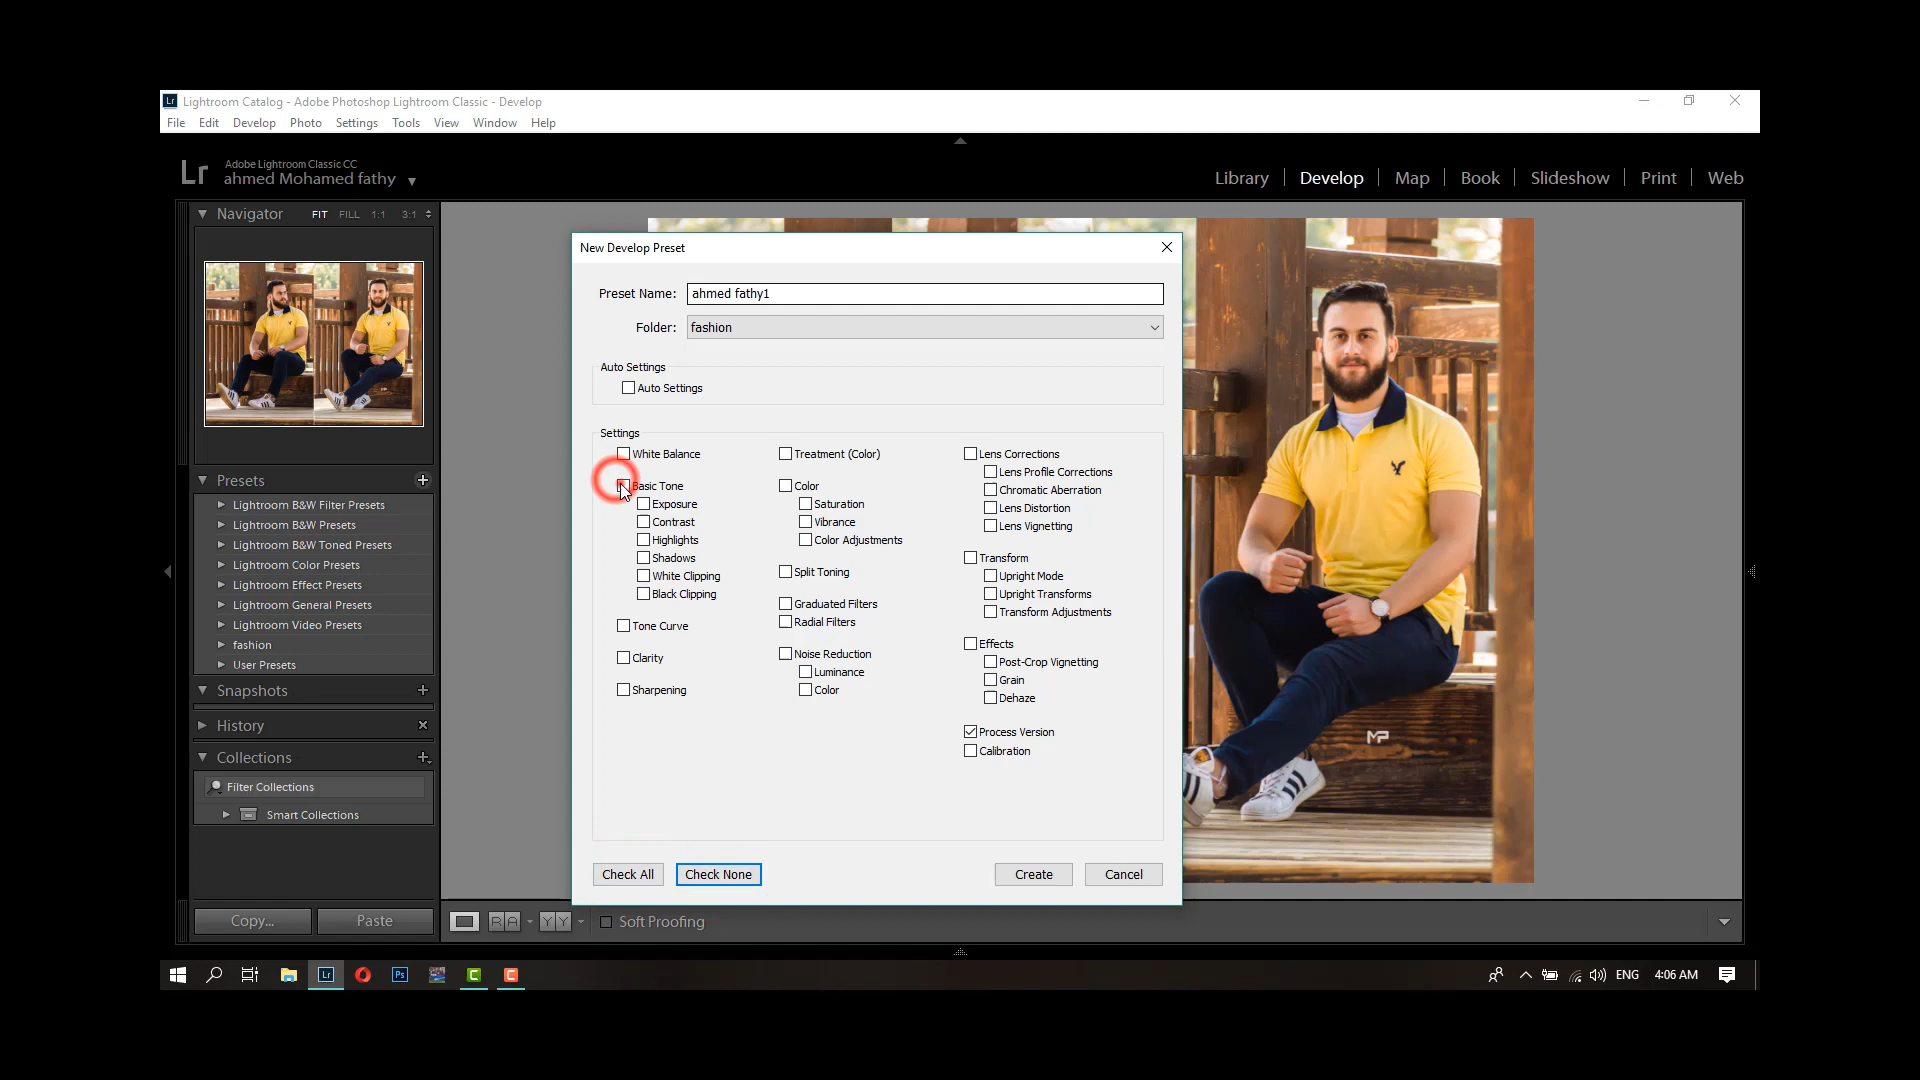 Lr Lightroom Catalog - Adobe Photoshop Lightroom Classic - Develop
File Edit Develop Photo Settings Tools View Window Help
Lr Adobe Lightroom Classic CC
ahmed Mohamed fathy
Library Develop Map Book Slideshow Print Web
Navigator FIT FILL 1:1 3:1
New Develop Preset
Preset Name: ahmed fathy1
Folder: fashion
Auto Settings
Auto Settings
Settings
White Balance
Basic Tone
Exposure
Contrast
Highlights
Shadows
White Clipping
Black Clipping
Tone Curve
Clarity
Sharpening
Treatment (Color)
Color
Saturation
Vibrance
Color Adjustments
Split Toning
Graduated Filters
Radial Filters
Noise Reduction
Luminance
Color
Lens Corrections
Lens Profile Corrections
Chromatic Aberration
Lens Distortion
Lens Vignetting
Transform
Upright Mode
Upright Transforms
Transform Adjustments
Effects
Post-Crop Vignetting
Grain
Dehaze
Process Version
Calibration
Check All Check None Create Cancel
Presets
Lightroom B&W Filter Presets
Lightroom B&W Presets
Lightroom B&W Toned Presets
Lightroom Color Presets
Lightroom Effect Presets
Lightroom General Presets
Lightroom Video Presets
fashion
User Presets
Snapshots
History
Collections
Filter Collections
Smart Collections
Copy... Paste
R A Y Y Soft Proofing
MP
Lr Ps C C ENG 4:06 AM